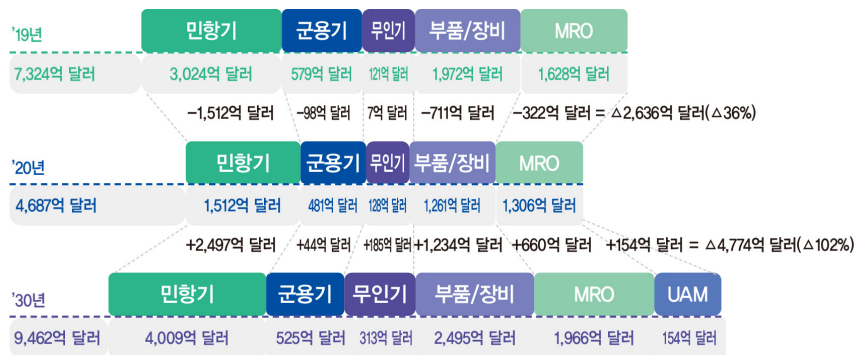 '19년 민항기 군용기 무인기 부품/장비 MRO
7,324억 달러 3,024억 달러 579억 달러 121억 달러 1,972억 달러 1,628억 달러
-1,512억 달러 -98억 달러 7억 달러 -711억 달러 -322억 달러 = △2,636억 달러(△36%)
'20년 민항기 군용기 무인기 부품/장비 MRO
4,687억 달러 1,512억 달러 481억 달러 128억 달러 1,261억 달러 1,306억 달러
+2,497억 달러 +44억 달러 +185억 달러 +1,234억 달러 +660억 달러 +154억 달러 = △4,774억 달러(△102%)
'30년 민항기 군용기 무인기 부품/장비 MRO UAM
9,462억 달러 4,009억 달러 525억 달러 313억 달러 2,495억 달러 1,966억 달러 154억 달러